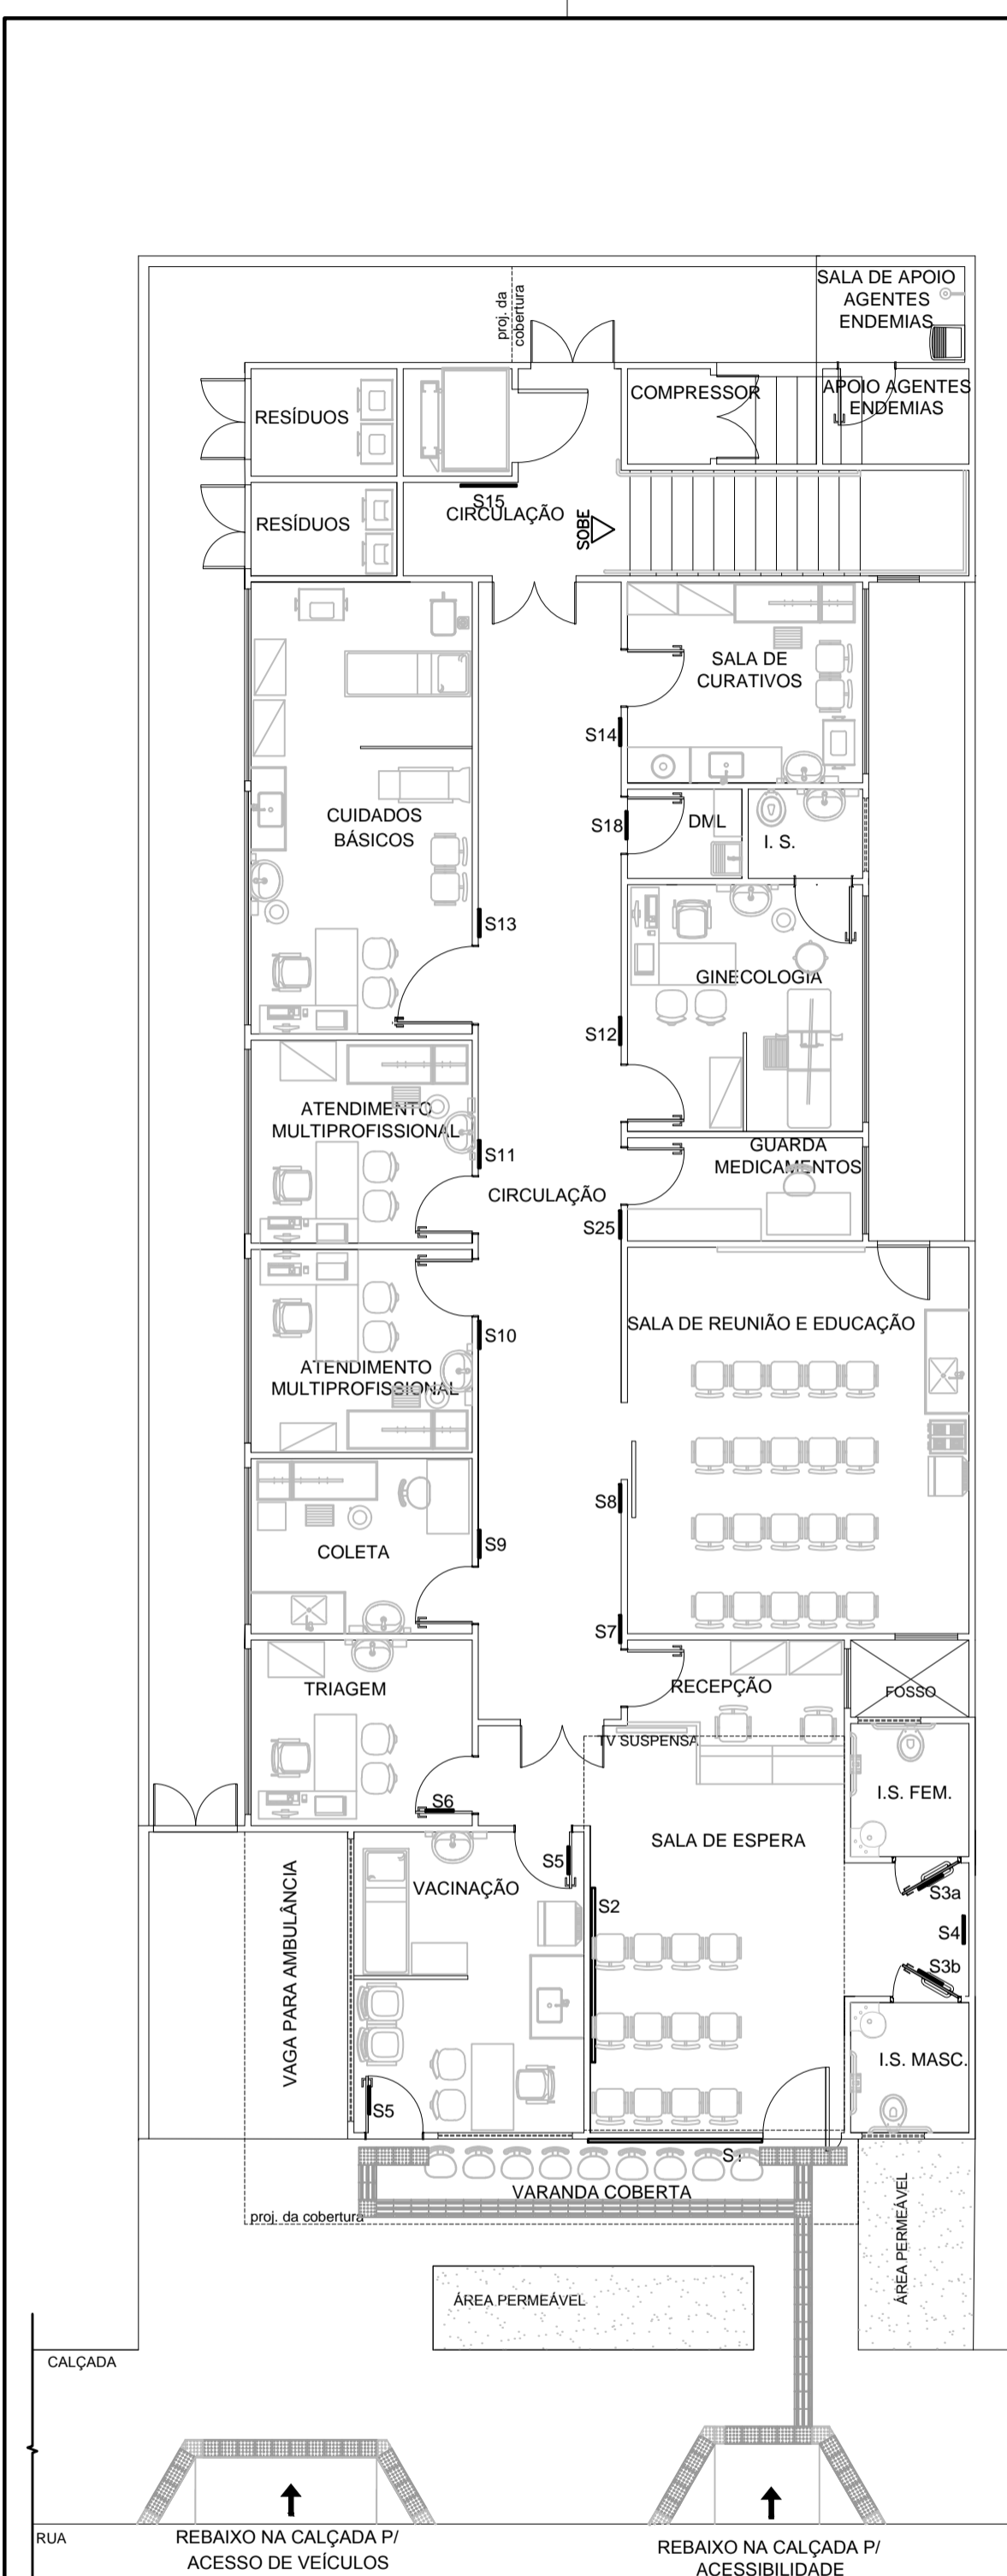 SALA DE APOIO
AGENTES
ENDEMIAS
proj. da
cobertura
RESÍDUOS
COMPRESSOR
APOIO AGENTES
ENDEMIAS
S15
CIRCULAÇÃO
SOBE
RESÍDUOS
SALA DE
CURATIVOS
S14
CUIDADOS
BÁSICOS
S18
DML
I. S.
S13
GINECOLOGIA
S12
ATENDIMENTO
MULTIPROFISSIONAL
S11
GUARDA
MEDICAMENTOS
CIRCULAÇÃO
S25
SALA DE REUNIÃO E EDUCAÇÃO
S10
ATENDIMENTO
MULTIPROFISSIONAL
S8
COLETA
S9
S7
TRIAGEM
RECEPÇÃO
FOSSO
TV SUSPENSA
I.S. FEM.
S6
SALA DE ESPERA
S5
VACINAÇÃO
S2
S3a
S4
S3b
VAGA PARA AMBULÂNCIA
I.S. MASC.
S5
VARANDA COBERTA
proj. da cobertura
ÁREA PERMEÁVEL
ÁREA PERMEÁVEL
CALÇADA
RUA
REBAIXO NA CALÇADA P/
ACESSO DE VEÍCULOS
REBAIXO NA CALÇADA P/
ACESSIBILIDADE